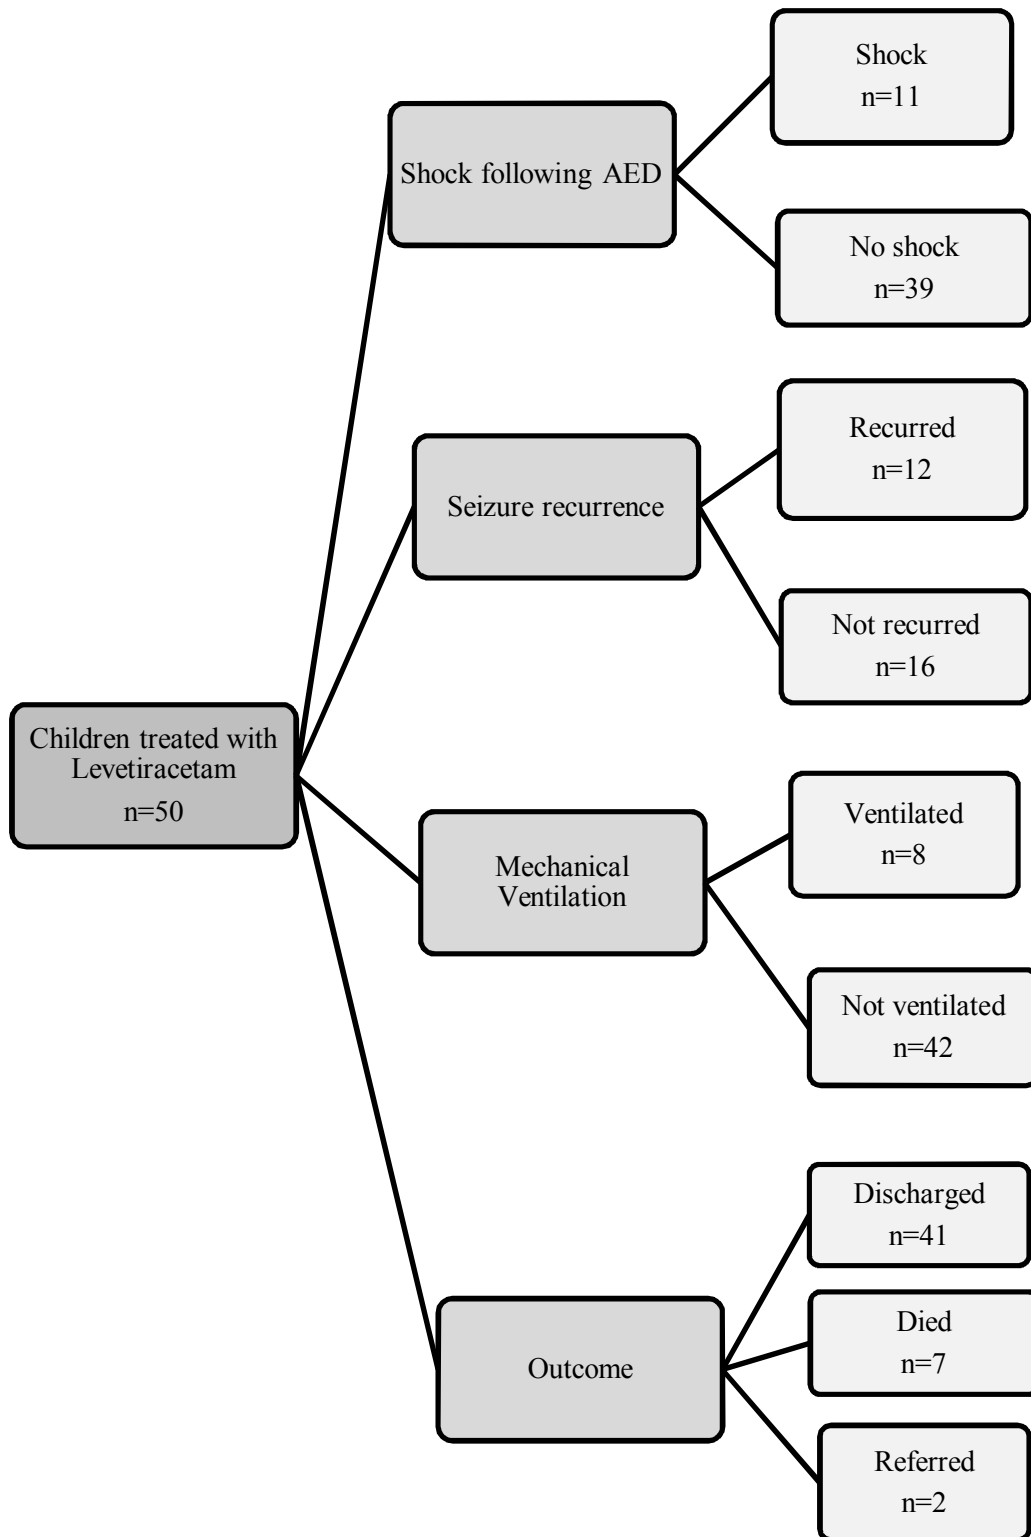 Shock
n=11
Shock following AED
No shock
n=39
Recurred
n=12
Seizure recurrence
Not recurred
n=16
Children treated with
Levetiracetam
n=50
Ventilated
n=8
Mechanical
Ventilation
Not ventilated
n=42
Discharged
n=41
Outcome
Died
n=7
Referred
n=2